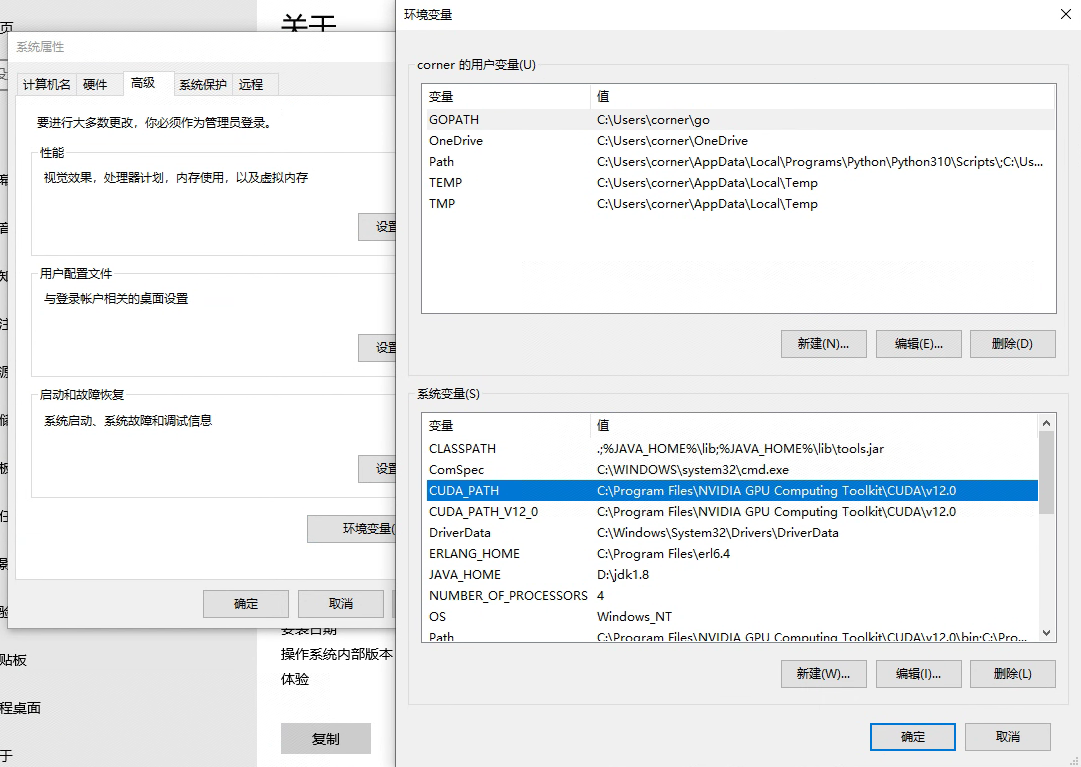 关于
页
系统属性
计算机名 硬件 高级 系统保护 远程
要进行大多数更改，你必须作为管理员登录。
性能
视觉效果，处理器计划，内存使用，以及虚拟内存
设置
用户配置文件
与登录帐户相关的桌面设置
设置
启动和故障恢复
系统启动、系统故障和调试信息
设置
环境变量(
确定 取消
安装日期
操作系统内部版本
体验
复制
贴板
程桌面
于
环境变量
corner 的用户变量(U)
变量 值
GOPATH C:\Users\corner\go
OneDrive C:\Users\corner\OneDrive
Path C:\Users\corner\AppData\Local\Programs\Python\Python310\Scripts\;C:\Us...
TEMP C:\Users\corner\AppData\Local\Temp
TMP C:\Users\corner\AppData\Local\Temp
新建(N)... 编辑(E)... 删除(D)
系统变量(S)
变量 值
CLASSPATH .;%JAVA_HOME%\lib;%JAVA_HOME%\lib\tools.jar
ComSpec C:\WINDOWS\system32\cmd.exe
CUDA_PATH C:\Program Files\NVIDIA GPU Computing Toolkit\CUDA\v12.0
CUDA_PATH_V12_0 C:\Program Files\NVIDIA GPU Computing Toolkit\CUDA\v12.0
DriverData C:\Windows\System32\Drivers\DriverData
ERLANG_HOME C:\Program Files\erl6.4
JAVA_HOME D:\jdk1.8
NUMBER_OF_PROCESSORS 4
OS Windows_NT
Path C:\Program Files\NVIDIA GPU Computing Toolkit\CUDA\v12.0\bin;C:\Pro...
新建(W)... 编辑(I)... 删除(L)
确定 取消